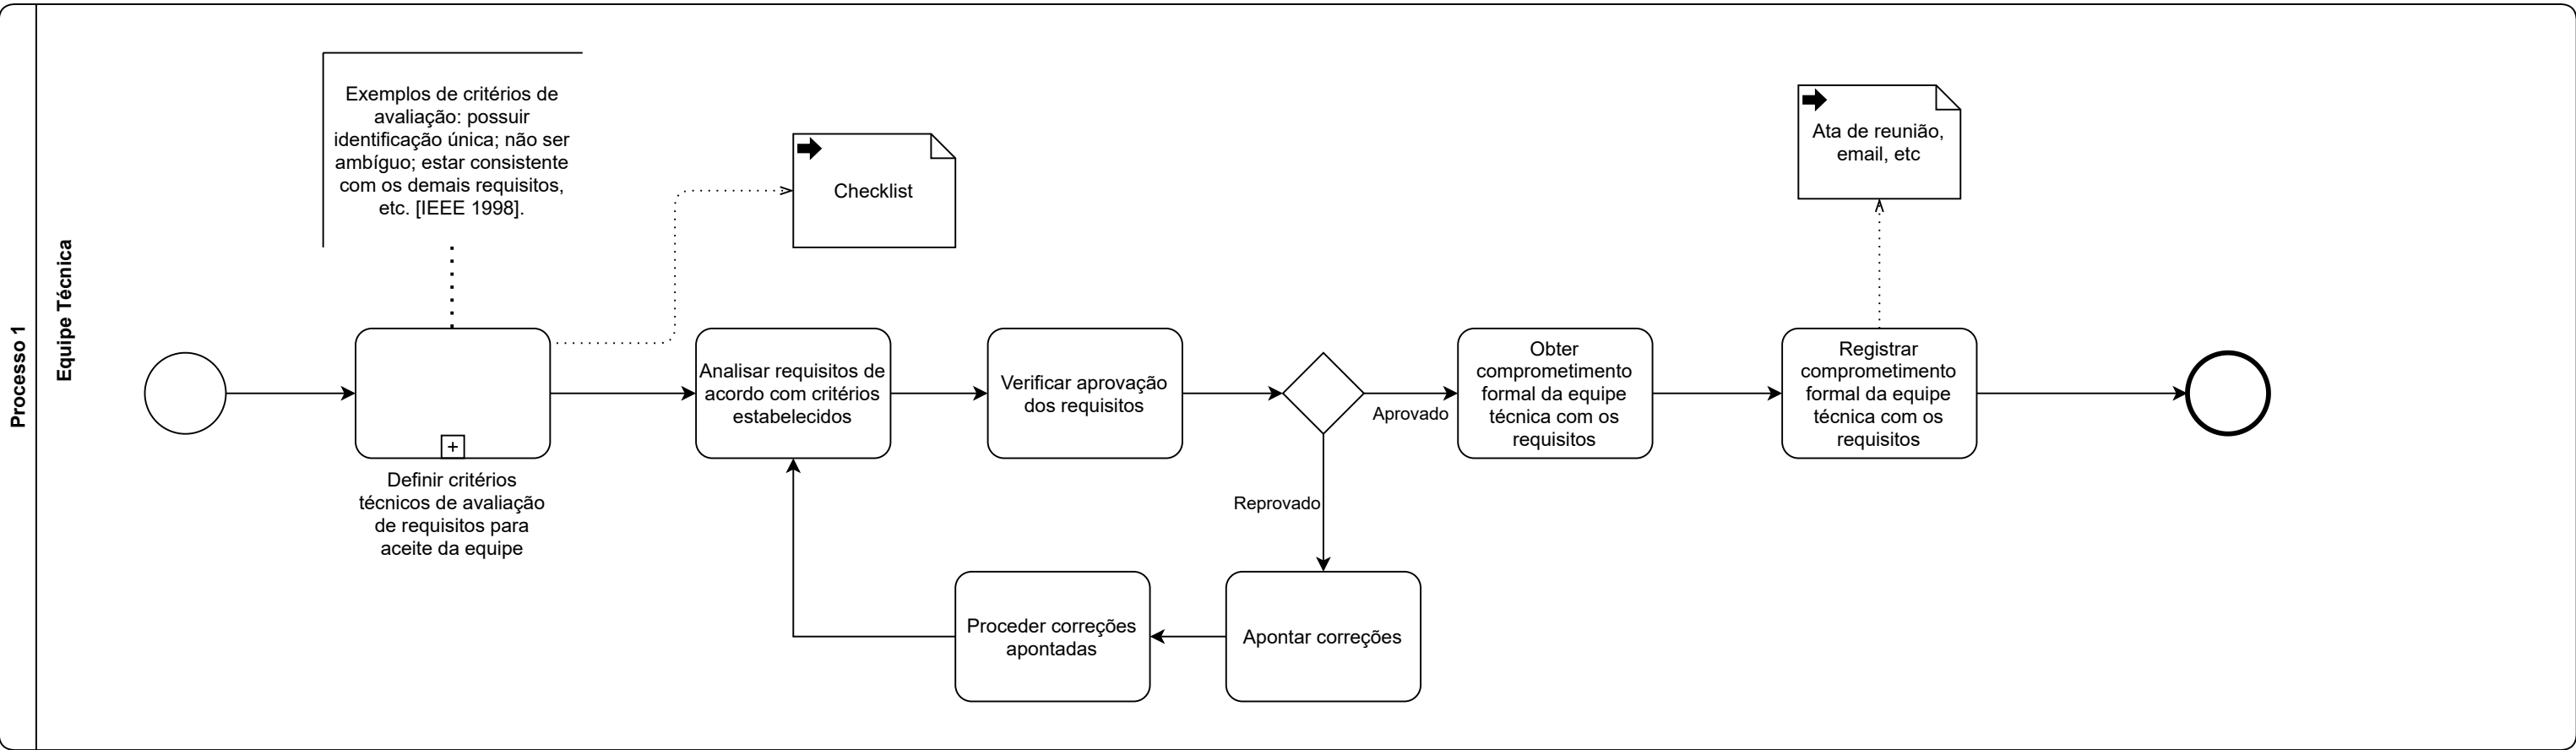 Processo 1
Equipe Técnica
Exemplos de critérios de
avaliação: possuir
identificação única; não ser
ambíguo; estar consistente
com os demais requisitos,
etc. [IEEE 1998].
Checklist
Ata de reunião,
email, etc
+
Definir critérios
técnicos de avaliação
de requisitos para
aceite da equipe
Analisar requisitos de
acordo com critérios
estabelecidos
Verificar aprovação
dos requisitos
Aprovado
Reprovado
Obter
comprometimento
formal da equipe
técnica com os
requisitos
Registrar
comprometimento
formal da equipe
técnica com os
requisitos
Proceder correções
apontadas
Apontar correções